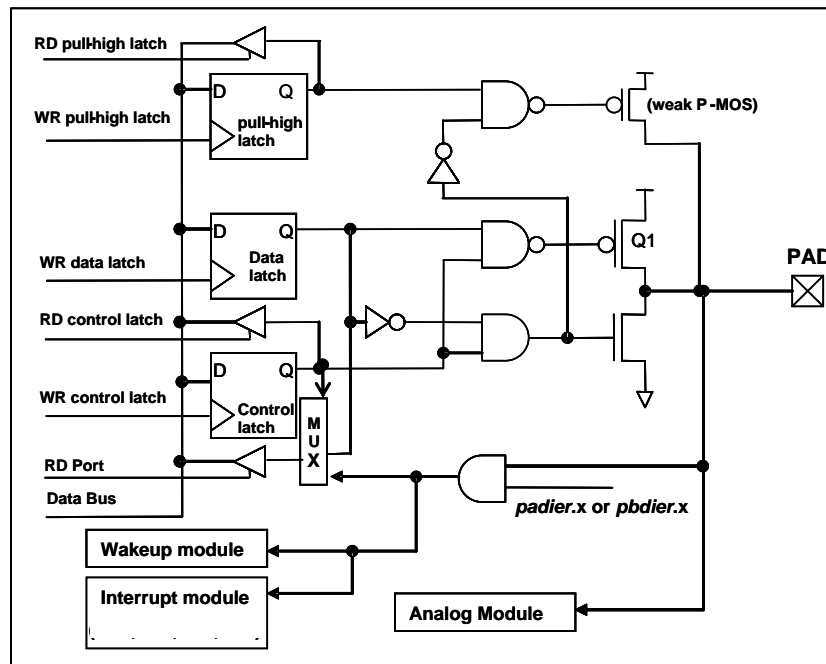 RD pull-high latch
D Q
WR pull-high latch
pull-high
latch
(weak P-MOS)
D Q
Data
latch
WR data latch
Q1
PAD
RD control latch
D Q
WR control latch
Control
latch
M
U
X
RD Port
Data Bus
padier.x or pbdier.x
Wakeup module
Interrupt module
Analog Module